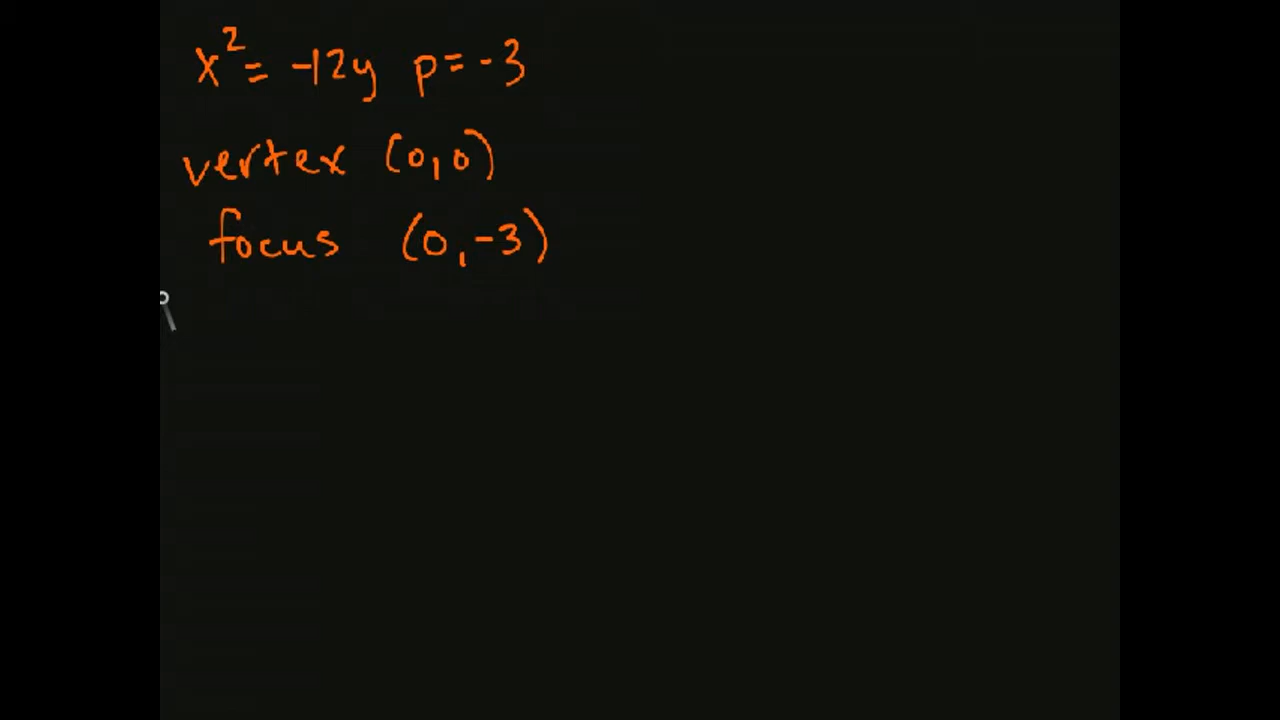 x² = -12y p = -3
vertex (0,0)
focus (0,-3)